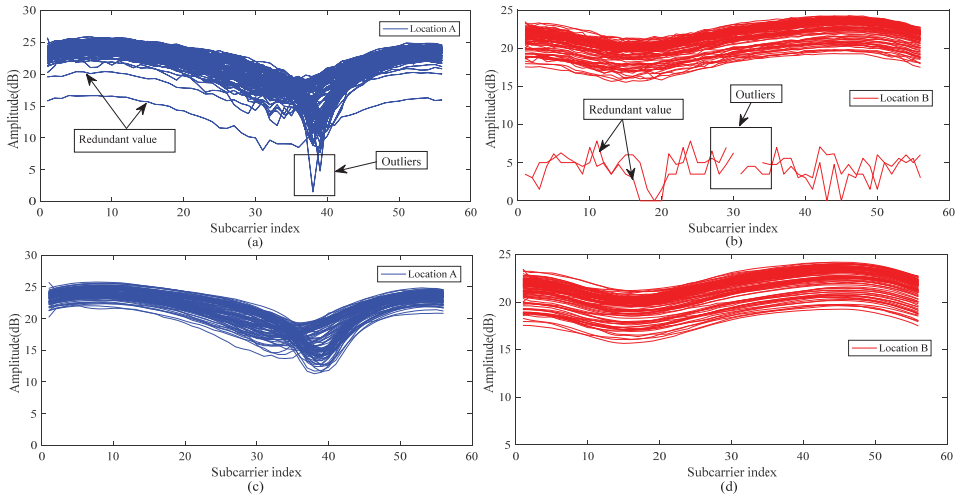 30
25
20
15
10
5
0
Amplitude(dB)
Location A
Redundant value
Outliers
0 10 20 30 40 50 60
Subcarrier index
(a)
25
20
15
10
5
0
Amplitude(dB)
Outliers
Redundant value
Location B
0 10 20 30 40 50 60
Subcarrier index
(b)
30
25
20
15
10
5
0
Amplitude(dB)
Location A
0 10 20 30 40 50 60
Subcarrier index
(c)
25
20
15
10
5
Amplitude(dB)
Location B
0 10 20 30 40 50 60
Subcarrier index
(d)